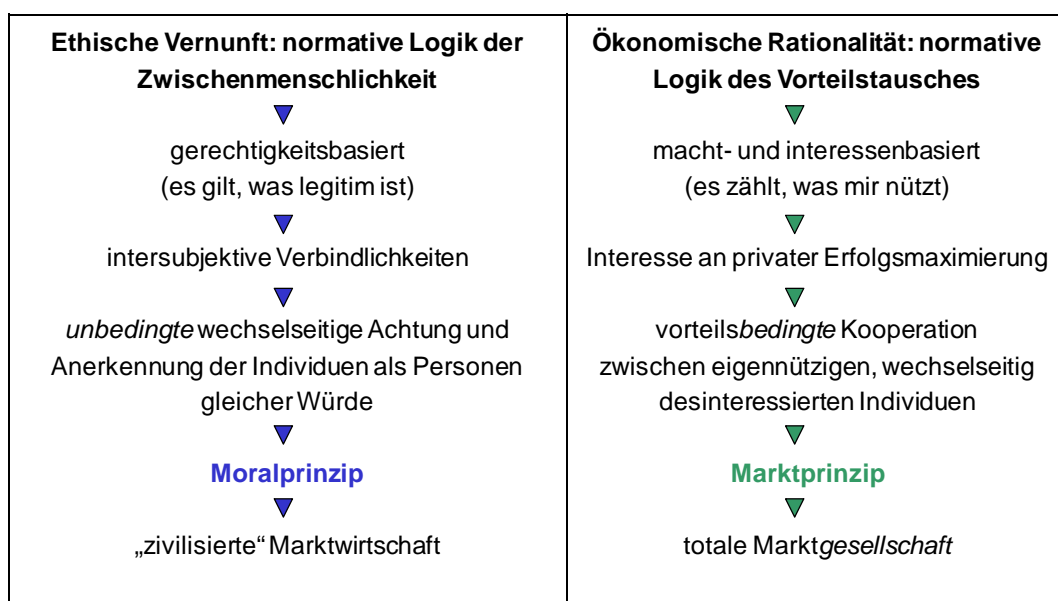 Ethische Vernunft: normative Logik der
Zwischenmenschlichkeit
gerechtigkeitsbasiert
(es gilt, was legitim ist)
intersubjektive Verbindlichkeiten
unbedingte wechselseitige Achtung und
Anerkennung der Individuen als Personen
gleicher Würde
Moralprinzip
„zivilisierte“ Marktwirtschaft
Ökonomische Rationalität: normative
Logik des Vorteilstausches
macht- und interessenbasiert
(es zählt, was mir nützt)
Interesse an privater Erfolgsmaximierung
vorteilsbedingte Kooperation
zwischen eigennützigen, wechselseitig
desinteressierten Individuen
Marktprinzip
totale Marktgesellschaft